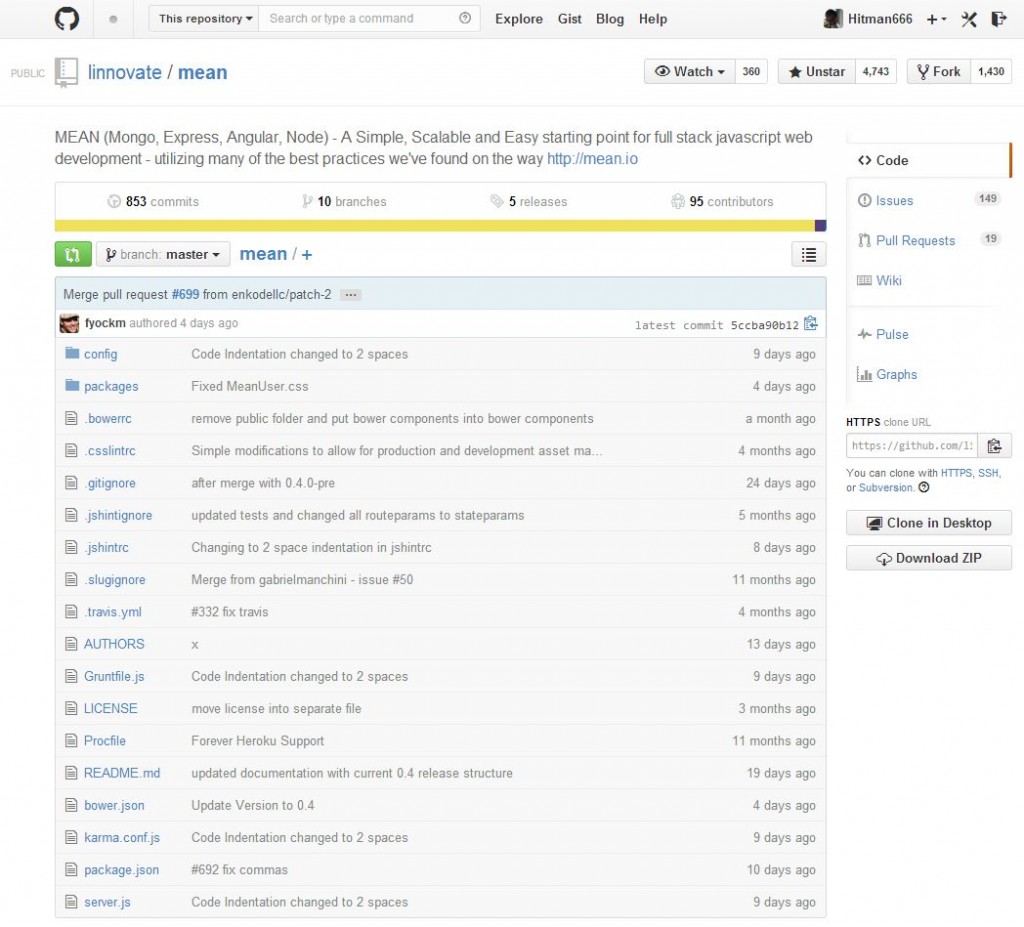 This repository Search or type a command Explore Gist Blog Help Hitman666
PUBLIC linnovate / mean Watch 360 Unstar 4,743 Fork 1,430
MEAN (Mongo, Express, Angular, Node) - A Simple, Scalable and Easy starting point for full stack javascript web
development - utilizing many of the best practices we've found on the way http://mean.io
853 commits 10 branches 5 releases 95 contributors
branch: master mean / +
Merge pull request #699 from enkodellc/patch-2 ...
fyockm authored 4 days ago latest commit 5ccba90b12
config Code Indentation changed to 2 spaces 9 days ago
packages Fixed MeanUser.css 4 days ago
.bowerrc remove public folder and put bower components into bower components a month ago
.csslintrc Simple modifications to allow for production and development asset ma... 4 months ago
.gitignore after merge with 0.4.0-pre 24 days ago
.jshintignore updated tests and changed all routeparams to stateparams 5 months ago
.jshintrc Changing to 2 space indentation in jshintrc 8 days ago
.slugignore Merge from gabrielmanchini - issue #50 11 months ago
.travis.yml #332 fix travis 4 months ago
AUTHORS x 13 days ago
Gruntfile.js Code Indentation changed to 2 spaces 9 days ago
LICENSE move license into separate file 3 months ago
Procfile Forever Heroku Support 11 months ago
README.md updated documentation with current 0.4 release structure 19 days ago
bower.json Update Version to 0.4 4 days ago
karma.conf.js Code Indentation changed to 2 spaces 9 days ago
package.json #692 fix commas 10 days ago
server.js Code Indentation changed to 2 spaces 9 days ago
Code
Issues 149
Pull Requests 19
Wiki
Pulse
Graphs
HTTPS clone URL
https://github.com/li
You can clone with HTTPS, SSH,
or Subversion.
Clone in Desktop
Download ZIP